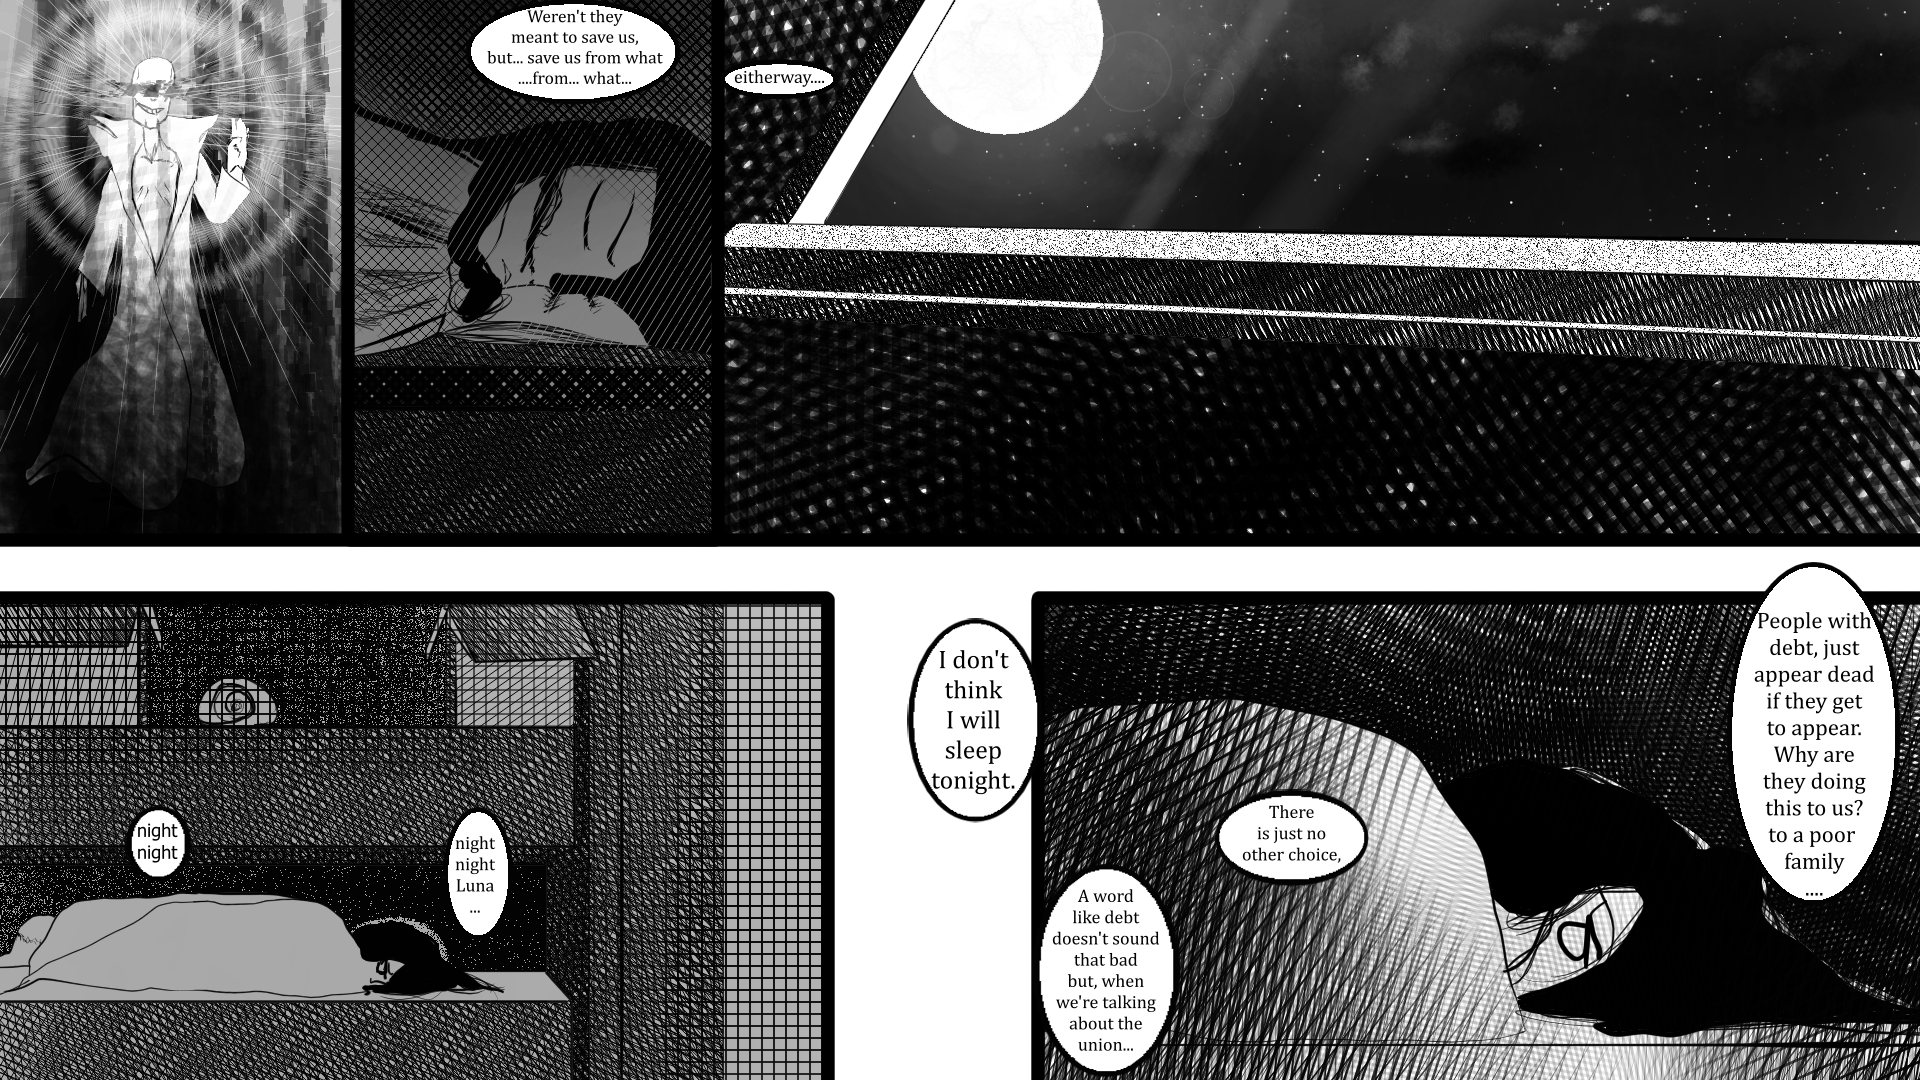 Weren't they
meant to save us,
but... save us from what
....from... what...
eitherway....
night
night
night
night
Luna
...
I don't
think
I will
sleep
tonight.
There
is just no
other choice,
A word
like debt
doesn't sound
that bad
but, when
we're talking
about the
union...
People with
debt, just
appear dead
if they get
to appear.
Why are
they doing
this to us?
to a poor
family
....